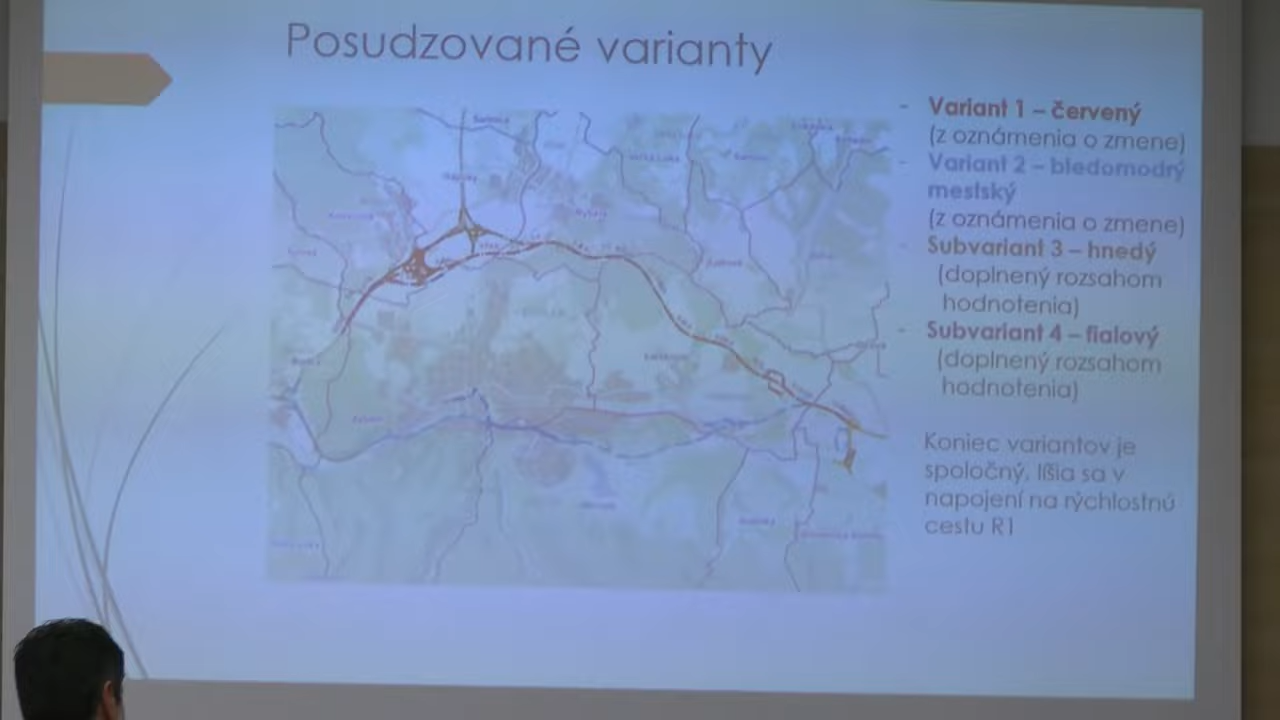 Posudzované varianty
- Variant 1 – červený
(z oznámenia o zmene)
- Variant 2 – bledomodrý
mestský
(z oznámenia o zmene)
- Subvariant 3 – hnedý
(doplnený rozsahom
hodnotenia)
- Subvariant 4 – fialový
(doplnený rozsahom
hodnotenia)
Koniec variantov je
spoločný, líšia sa v
napojení na rýchlostnú
cestu R1